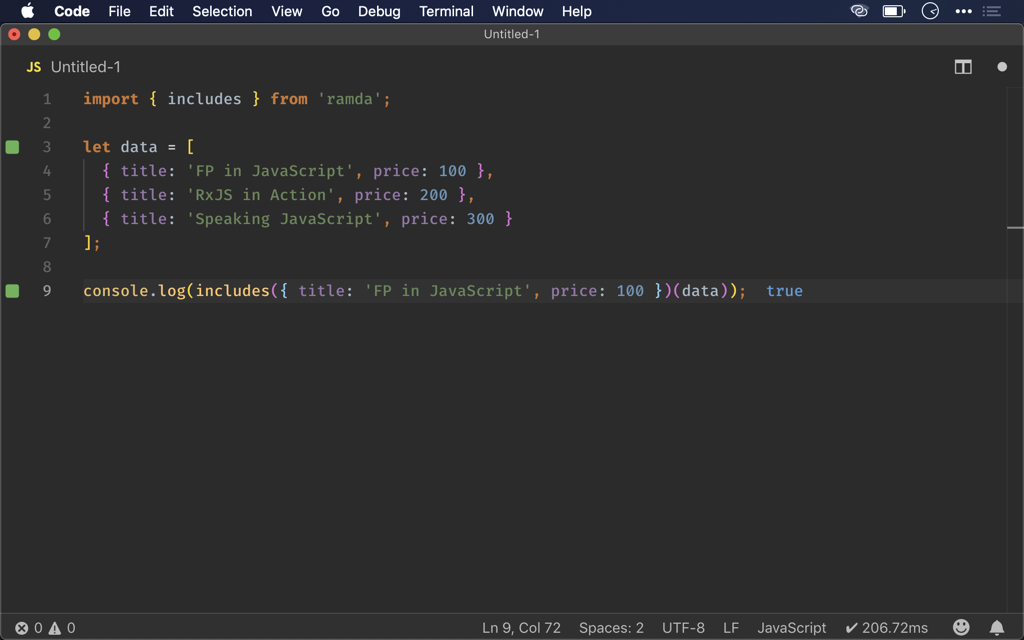 Code File Edit Selection View Go Debug Terminal Window Help
Untitled-1
JS Untitled-1
1 import { includes } from 'ramda';
2
3 let data = [
4 { title: 'FP in JavaScript', price: 100 },
5 { title: 'RxJS in Action', price: 200 },
6 { title: 'Speaking JavaScript', price: 300 }
7 ];
8
9 console.log(includes({ title: 'FP in JavaScript', price: 100 })(data)); true
0 0 Ln 9, Col 72 Spaces: 2 UTF-8 LF JavaScript ✔ 206.72ms